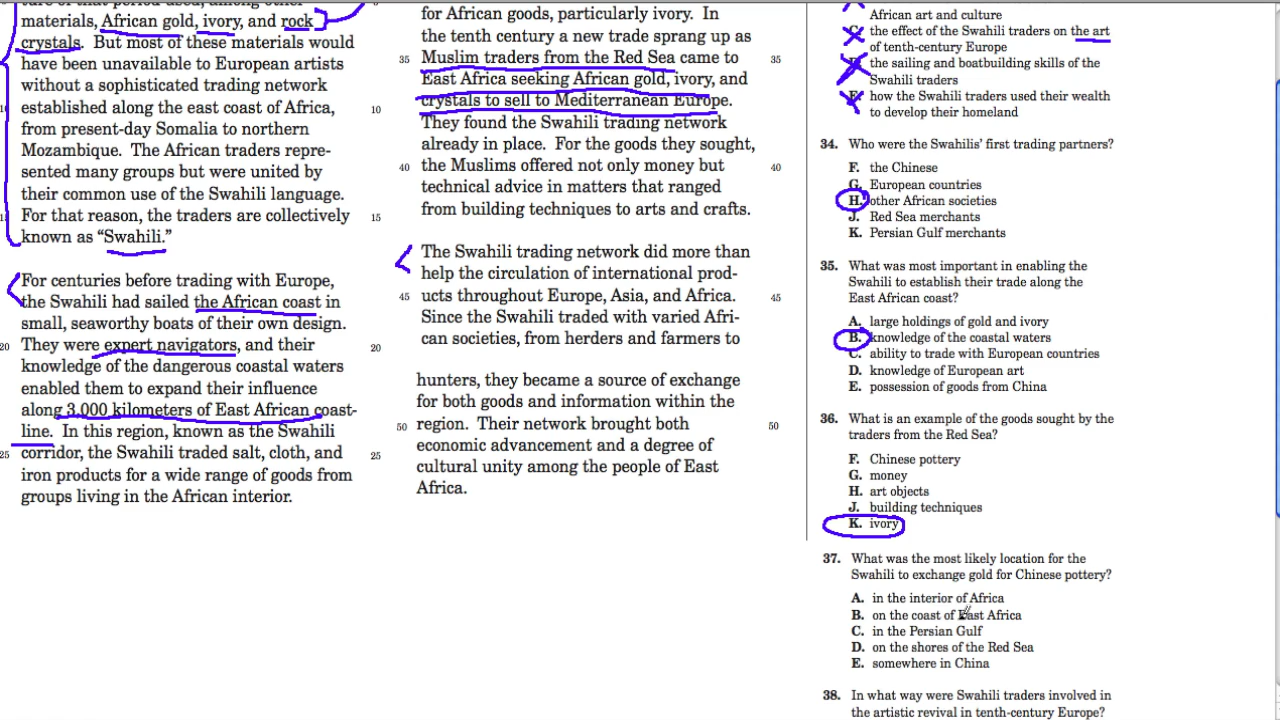 materials, African gold, ivory, and rock
crystals. But most of these materials would
have been unavailable to European artists
without a sophisticated trading network
established along the east coast of Africa,
10
from present-day Somalia to northern
Mozambique. The African traders repre-
sented many groups but were united by
their common use of the Swahili language.
For that reason, the traders are collectively
15
known as “Swahili.”
For centuries before trading with Europe,
the Swahili had sailed the African coast in
small, seaworthy boats of their own design.
20 They were expert navigators, and their
20
knowledge of the dangerous coastal waters
enabled them to expand their influence
along 3,000 kilometers of East African coast-
line. In this region, known as the Swahili
25 corridor, the Swahili traded salt, cloth, and
25
iron products for a wide range of goods from
groups living in the African interior.
for African goods, particularly ivory. In
the tenth century a new trade sprang up as
35 Muslim traders from the Red Sea came to
35
East Africa seeking African gold, ivory, and
crystals to sell to Mediterranean Europe.
They found the Swahili trading network
already in place. For the goods they sought,
40 the Muslims offered not only money but
40
technical advice in matters that ranged
from building techniques to arts and crafts.
The Swahili trading network did more than
help the circulation of international prod-
45 ucts throughout Europe, Asia, and Africa.
45
Since the Swahili traded with varied Afri-
can societies, from herders and farmers to
hunters, they became a source of exchange
for both goods and information within the
50 region. Their network brought both
50
economic advancement and a degree of
cultural unity among the people of East
Africa.
African art and culture
the effect of the Swahili traders on the art
of tenth-century Europe
the sailing and boatbuilding skills of the
Swahili traders
how the Swahili traders used their wealth
to develop their homeland
34. Who were the Swahilis’ first trading partners?
F. the Chinese
G. European countries
H. other African societies
J. Red Sea merchants
K. Persian Gulf merchants
35. What was most important in enabling the
Swahili to establish their trade along the
East African coast?
A. large holdings of gold and ivory
B. knowledge of the coastal waters
C. ability to trade with European countries
D. knowledge of European art
E. possession of goods from China
36. What is an example of the goods sought by the
traders from the Red Sea?
F. Chinese pottery
G. money
H. art objects
J. building techniques
K. ivory
37. What was the most likely location for the
Swahili to exchange gold for Chinese pottery?
A. in the interior of Africa
B. on the coast of East Africa
C. in the Persian Gulf
D. on the shores of the Red Sea
E. somewhere in China
38. In what way were Swahili traders involved in
the artistic revival in tenth-century Europe?